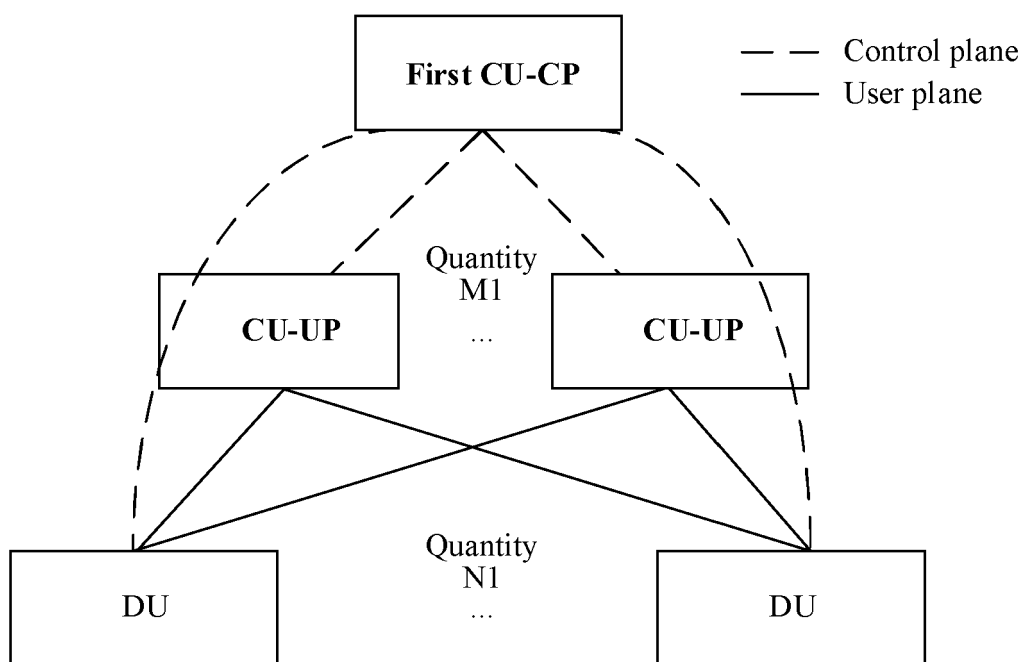 First CU-CP
Control plane
User plane
Quantity
M1
...
CU-UP
CU-UP
Quantity
N1
...
DU
DU